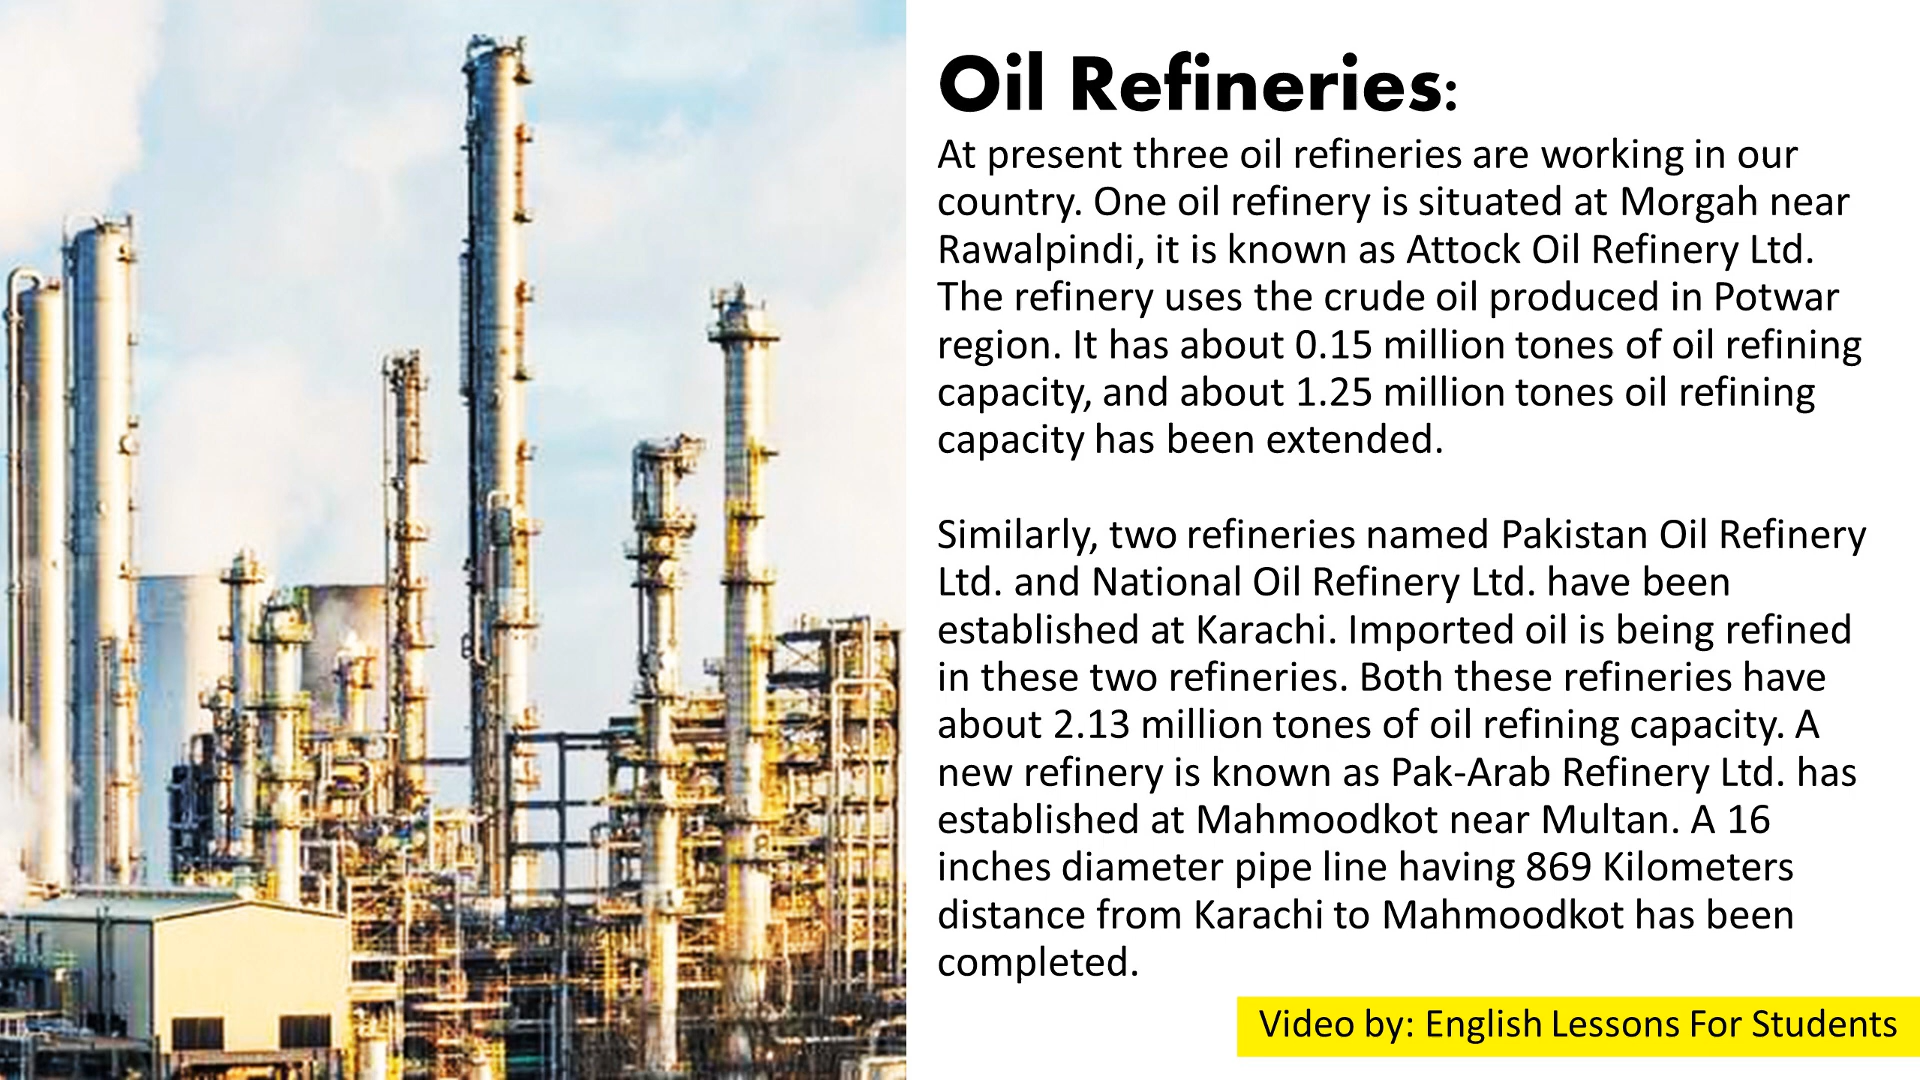 Oil Refineries:
At present three oil refineries are working in our
country. One oil refinery is situated at Morgah near
Rawalpindi, it is known as Attock Oil Refinery Ltd.
The refinery uses the crude oil produced in Potwar
region. It has about 0.15 million tones of oil refining
capacity, and about 1.25 million tones oil refining
capacity has been extended.
Similarly, two refineries named Pakistan Oil Refinery
Ltd. and National Oil Refinery Ltd. have been
established at Karachi. Imported oil is being refined
in these two refineries. Both these refineries have
about 2.13 million tones of oil refining capacity. A
new refinery is known as Pak-Arab Refinery Ltd. has
established at Mahmoodkot near Multan. A 16
inches diameter pipe line having 869 Kilometers
distance from Karachi to Mahmoodkot has been
completed.
Video by: English Lessons For Students